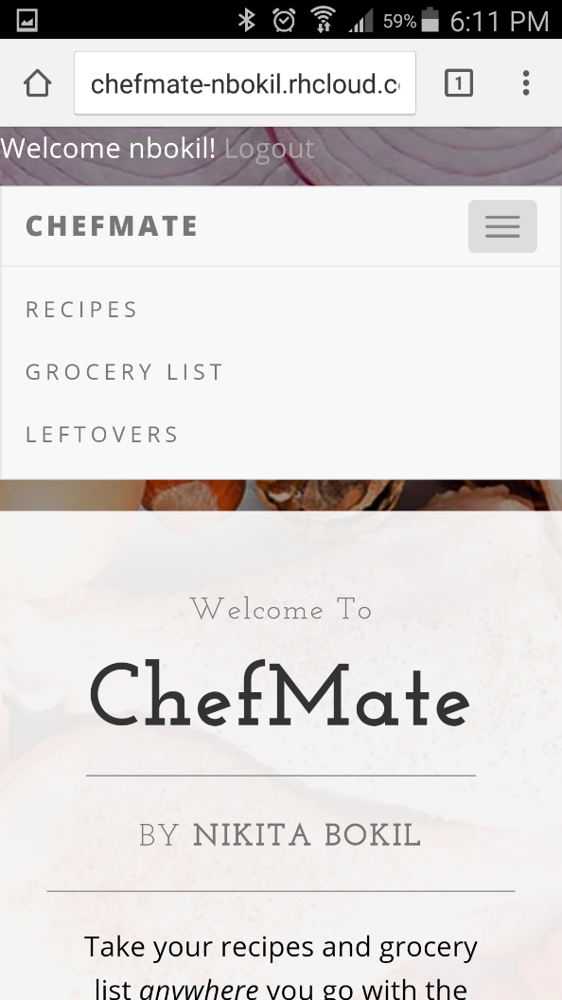 59% 6:11 PM
chefmate-nbokil.rhcloud.c
1
Welcome nbokil! Logout
CHEFMATE
RECIPES
GROCERY LIST
LEFTOVERS
Welcome To
ChefMate
BY NIKITA BOKIL
Take your recipes and grocery
list anywhere you go with the